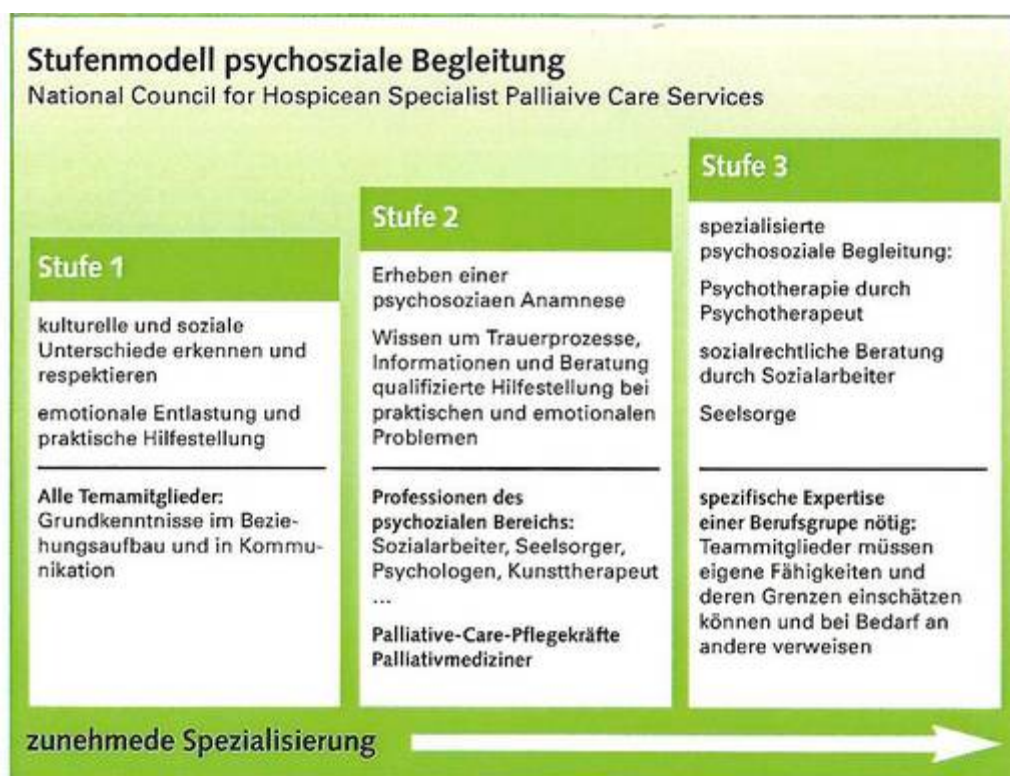 Stufenmodell psychosziale Begleitung
National Council for Hospicean Specialist Palliaive Care Services
Stufe 1
kulturelle und soziale
Unterschiede erkennen und
respektieren
emotionale Entlastung und
praktische Hilfestellung
Alle Temamitglieder:
Grundkenntnisse im Bezie-
hungsaufbau und in Kommu-
nikation
Stufe 2
Erheben einer
psychosoziaen Anamnese
Wissen um Trauerprozesse,
Informationen und Beratung
qualifizierte Hilfestellung bei
praktischen und emotionalen
Problemen
Professionen des
psychozialen Bereichs:
Sozialarbeiter, Seelsorger,
Psychologen, Kunsttherapeut
...
Palliative-Care-Pflegekräfte
Palliativmediziner
Stufe 3
spezialisierte
psychosoziale Begleitung:
Psychotherapie durch
Psychotherapeut
sozialrechtliche Beratung
durch Sozialarbeiter
Seelsorge
spezifische Expertise
einer Berufsgrupe nötig:
Teammitglieder müssen
eigene Fähigkeiten und
deren Grenzen einschätzen
können und bei Bedarf an
andere verweisen
zunehmede Spezialisierung